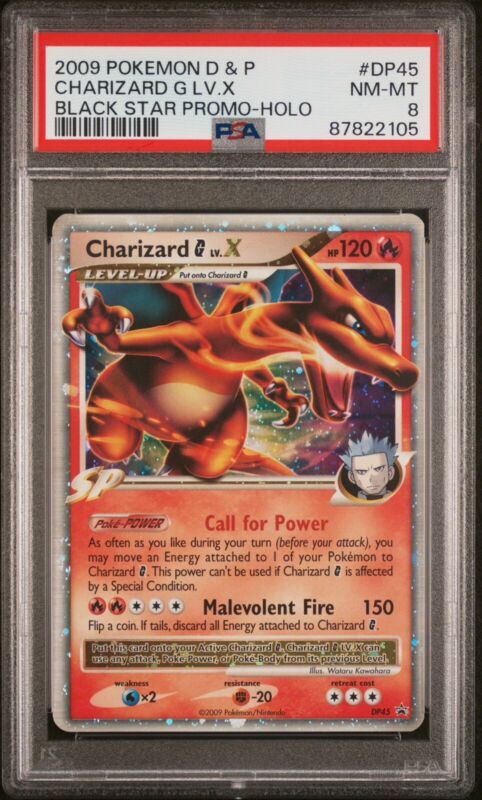 2009 POKEMON D & P #DP45
CHARIZARD G LV.X NM-MT
BLACK STAR PROMO-HOLO 8
PSA 87822105
Charizard G LV.X HP120
LEVEL-UP Put onto Charizard G
SP
Poké-POWER Call for Power
As often as you like during your turn (before your attack), you
may move an Energy attached to 1 of your Pokémon to
Charizard G. This power can't be used if Charizard G is affected
by a Special Condition.
Malevolent Fire 150
Flip a coin. If tails, discard all Energy attached to Charizard G.
Put this card onto your Active Charizard G. Charizard G LV.X can
use any attack, Poké-Power, or Poké-Body from its previous Level.
Illus. Wataru Kawahara
weakness resistance retreat cost
×2 -20
©2009 Pokémon/Nintendo DP45
PROMO